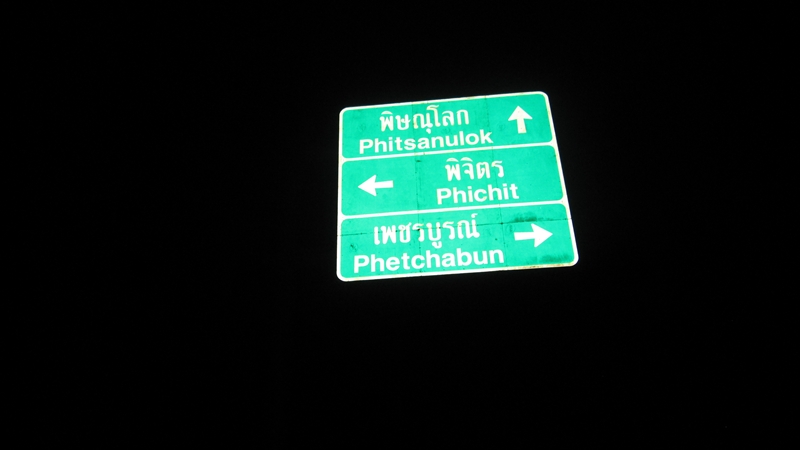 พิษณุโลก
Phitsanulok
พิจิตร
Phichit
เพชรบูรณ์
Phetchabun